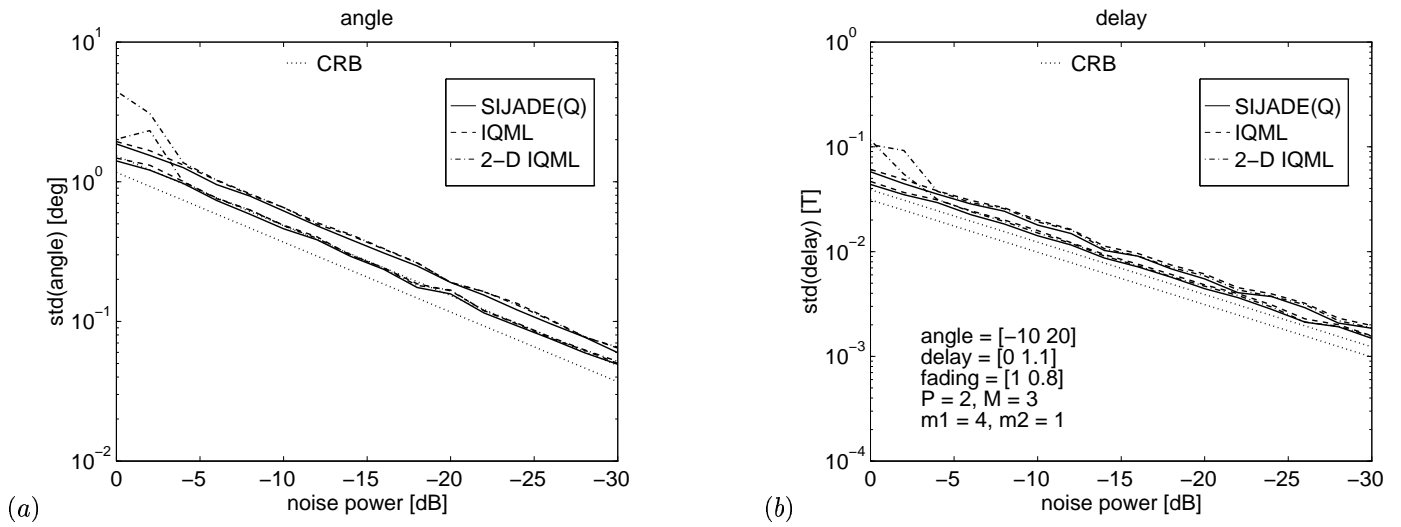 angle
10^1
10^0
10^−1
10^−2
std(angle) [deg]
0 −5 −10 −15 −20 −25 −30
noise power [dB]
CRB
SIJADE(Q)
IQML
2−D IQML
(a)
delay
10^0
10^−1
10^−2
10^−3
10^−4
std(delay) [T]
0 −5 −10 −15 −20 −25 −30
noise power [dB]
CRB
SIJADE(Q)
IQML
2−D IQML
angle = [−10 20]
delay = [0 1.1]
fading = [1 0.8]
P = 2, M = 3
m1 = 4, m2 = 1
(b)